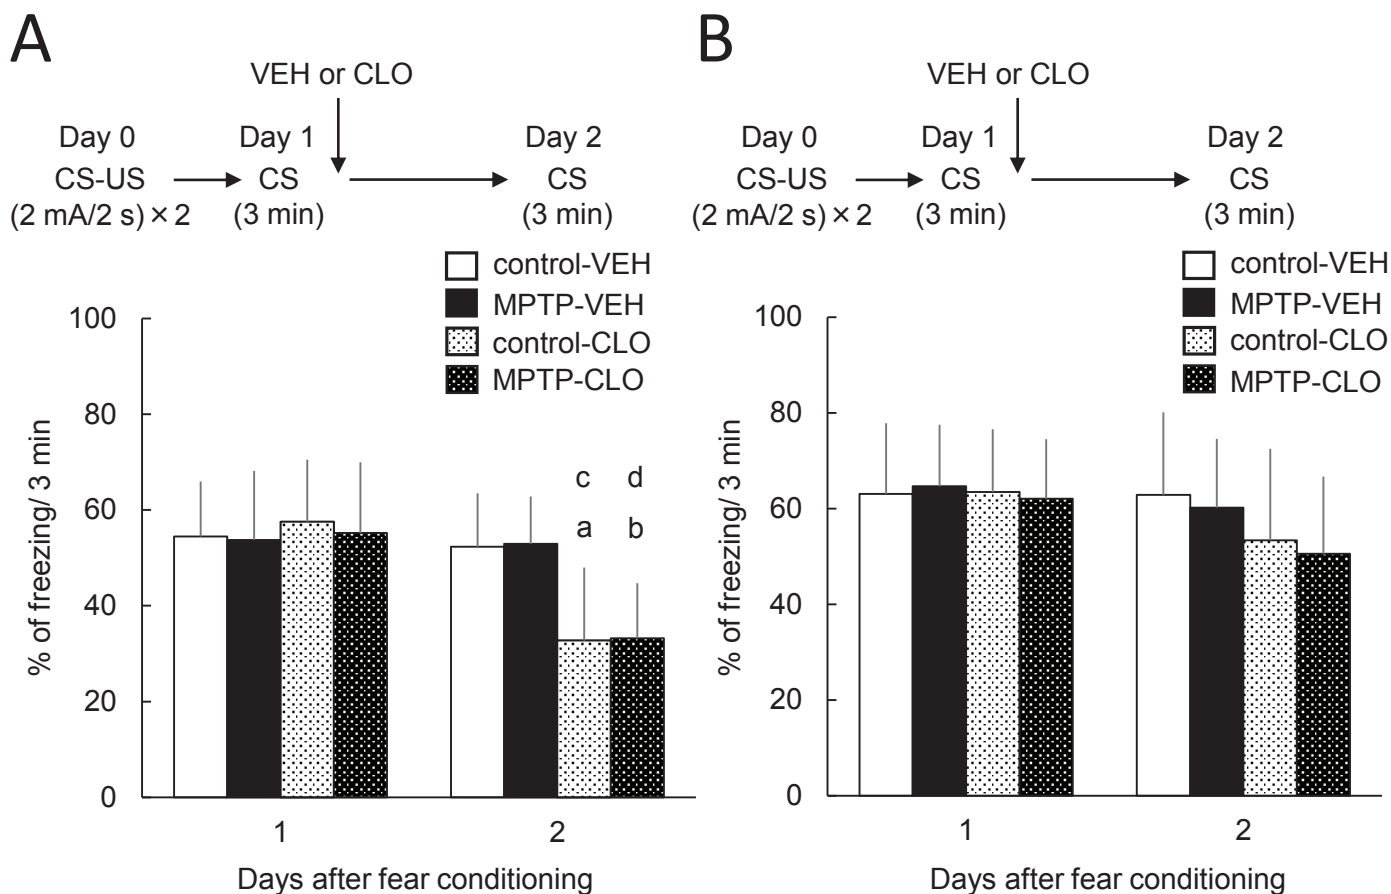 A
VEH or CLO
Day 0
Day 1
Day 2
CS-US
CS
CS
(2 mA/2 s) × 2
(3 min)
(3 min)
control-VEH
MPTP-VEH
control-CLO
MPTP-CLO
% of freezing/ 3 min
100
80
60
40
20
0
c
d
a
b
1
2
Days after fear conditioning
B
VEH or CLO
Day 0
Day 1
Day 2
CS-US
CS
CS
(2 mA/2 s) × 2
(3 min)
(3 min)
control-VEH
MPTP-VEH
control-CLO
MPTP-CLO
% of freezing/ 3 min
100
80
60
40
20
0
1
2
Days after fear conditioning